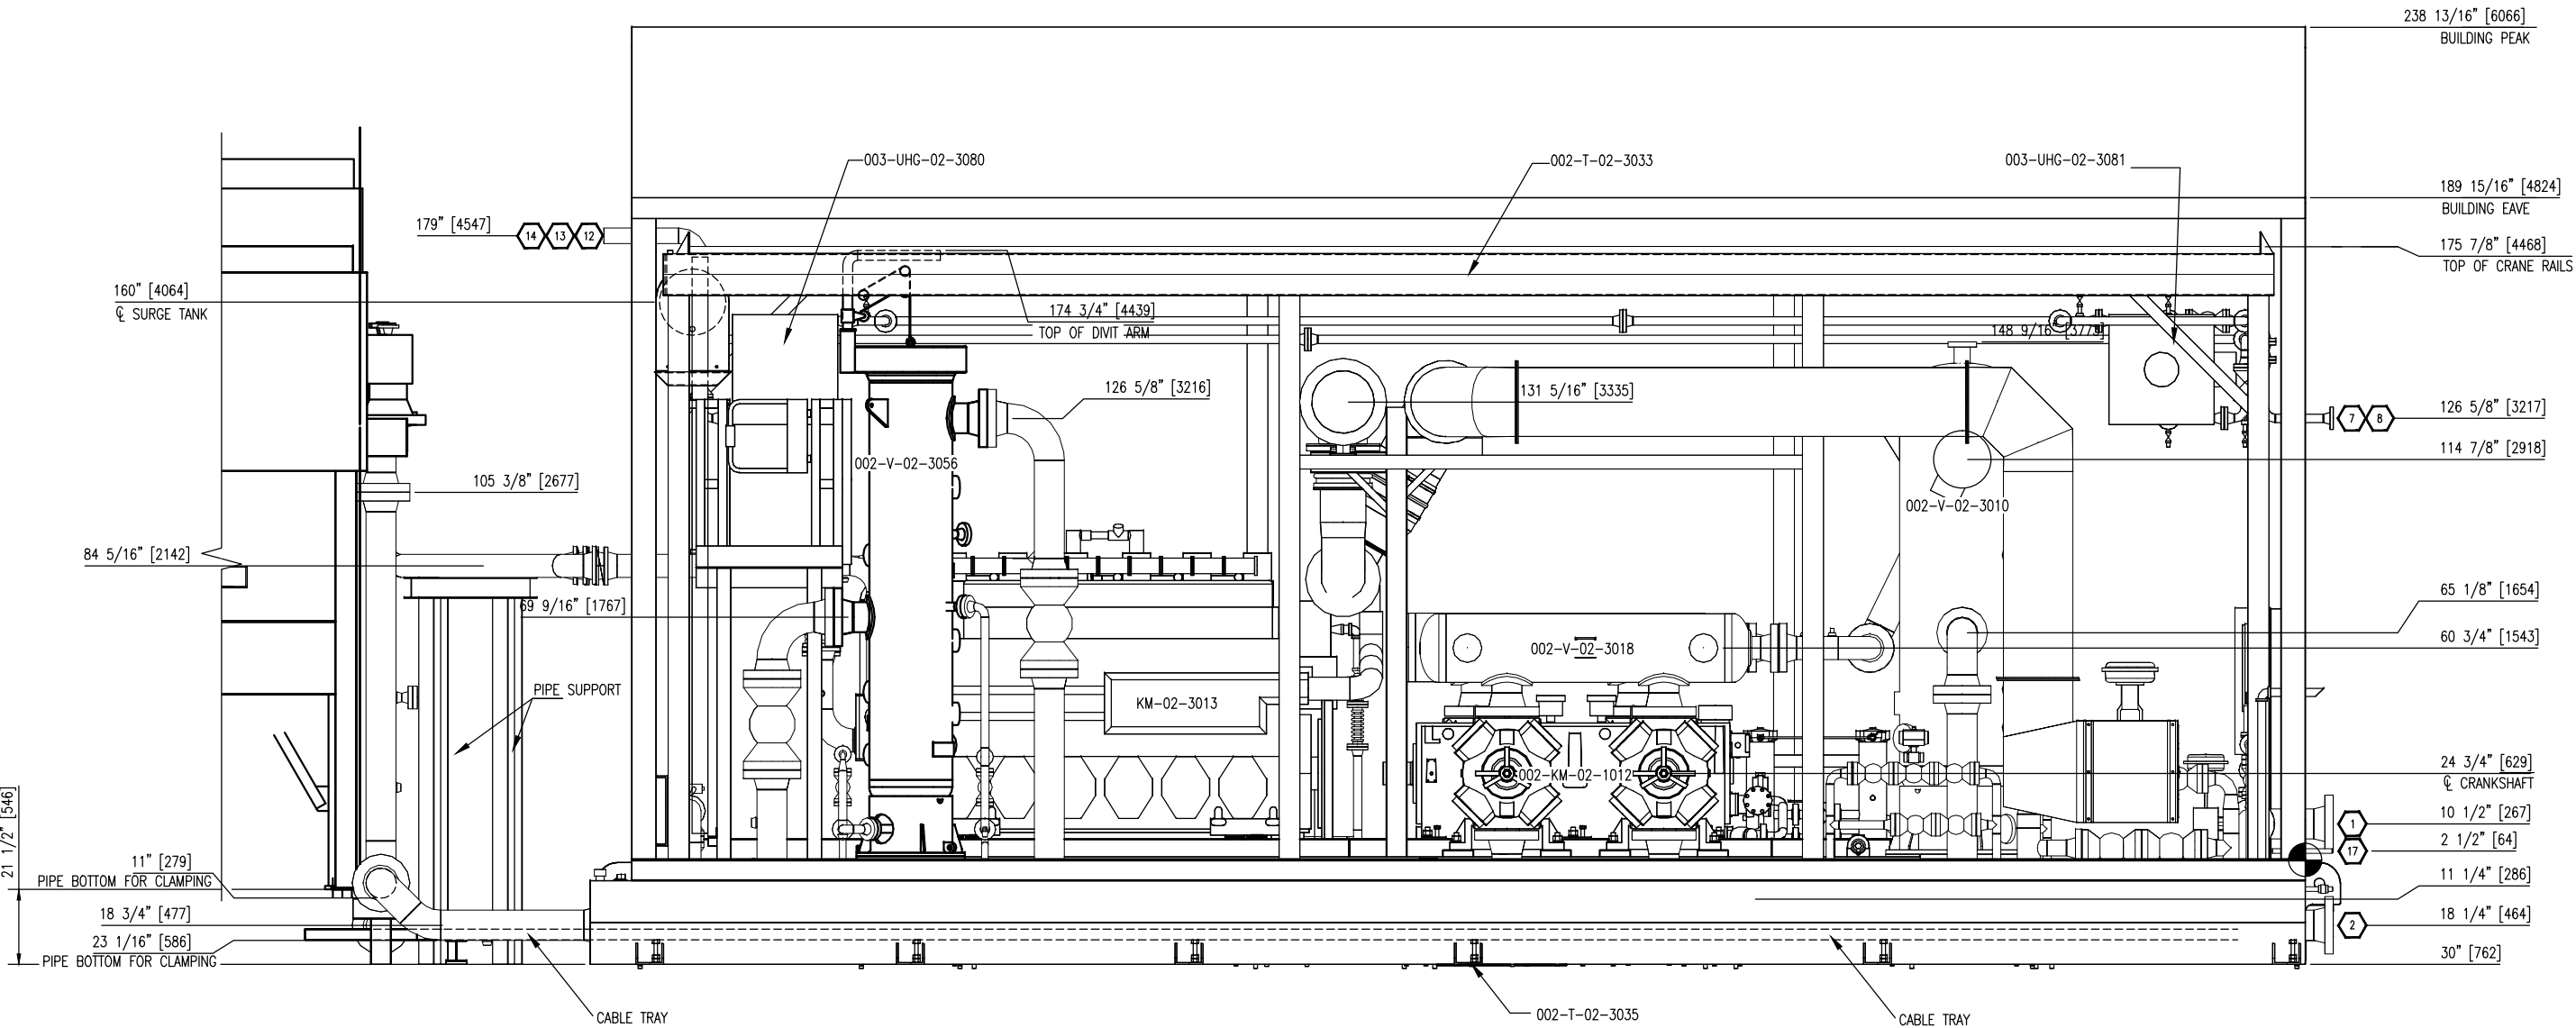 238 13/16” [6066]
BUILDING PEAK
003-UHG-02-3080
002-T-02-3033
003-UHG-02-3081
189 15/16” [4824]
BUILDING EAVE
179” [4547]
14
13
12
175 7/8” [4468]
TOP OF CRANE RAILS
160” [4064]
℄ SURGE TANK
174 3/4” [4439]
TOP OF DIVIT ARM
148 9/16”
126 5/8” [3216]
131 5/16” [3335]
7
8
126 5/8” [3217]
114 7/8” [2918]
002-V-02-3056
105 3/8” [2677]
002-V-02-3010
84 5/16” [2142]
69 9/16” [1767]
65 1/8” [1654]
60 3/4” [1543]
002-V-02-3018
PIPE SUPPORT
KM-02-3013
24 3/4” [629]
℄ CRANKSHAFT
002-KM-02-1012
21 1/2” [546]
1
10 1/2” [267]
17
2 1/2” [64]
11” [279]
PIPE BOTTOM FOR CLAMPING
11 1/4” [286]
18 3/4” [477]
2
18 1/4” [464]
23 1/16” [586]
PIPE BOTTOM FOR CLAMPING
30” [762]
CABLE TRAY
002-T-02-3035
CABLE TRAY